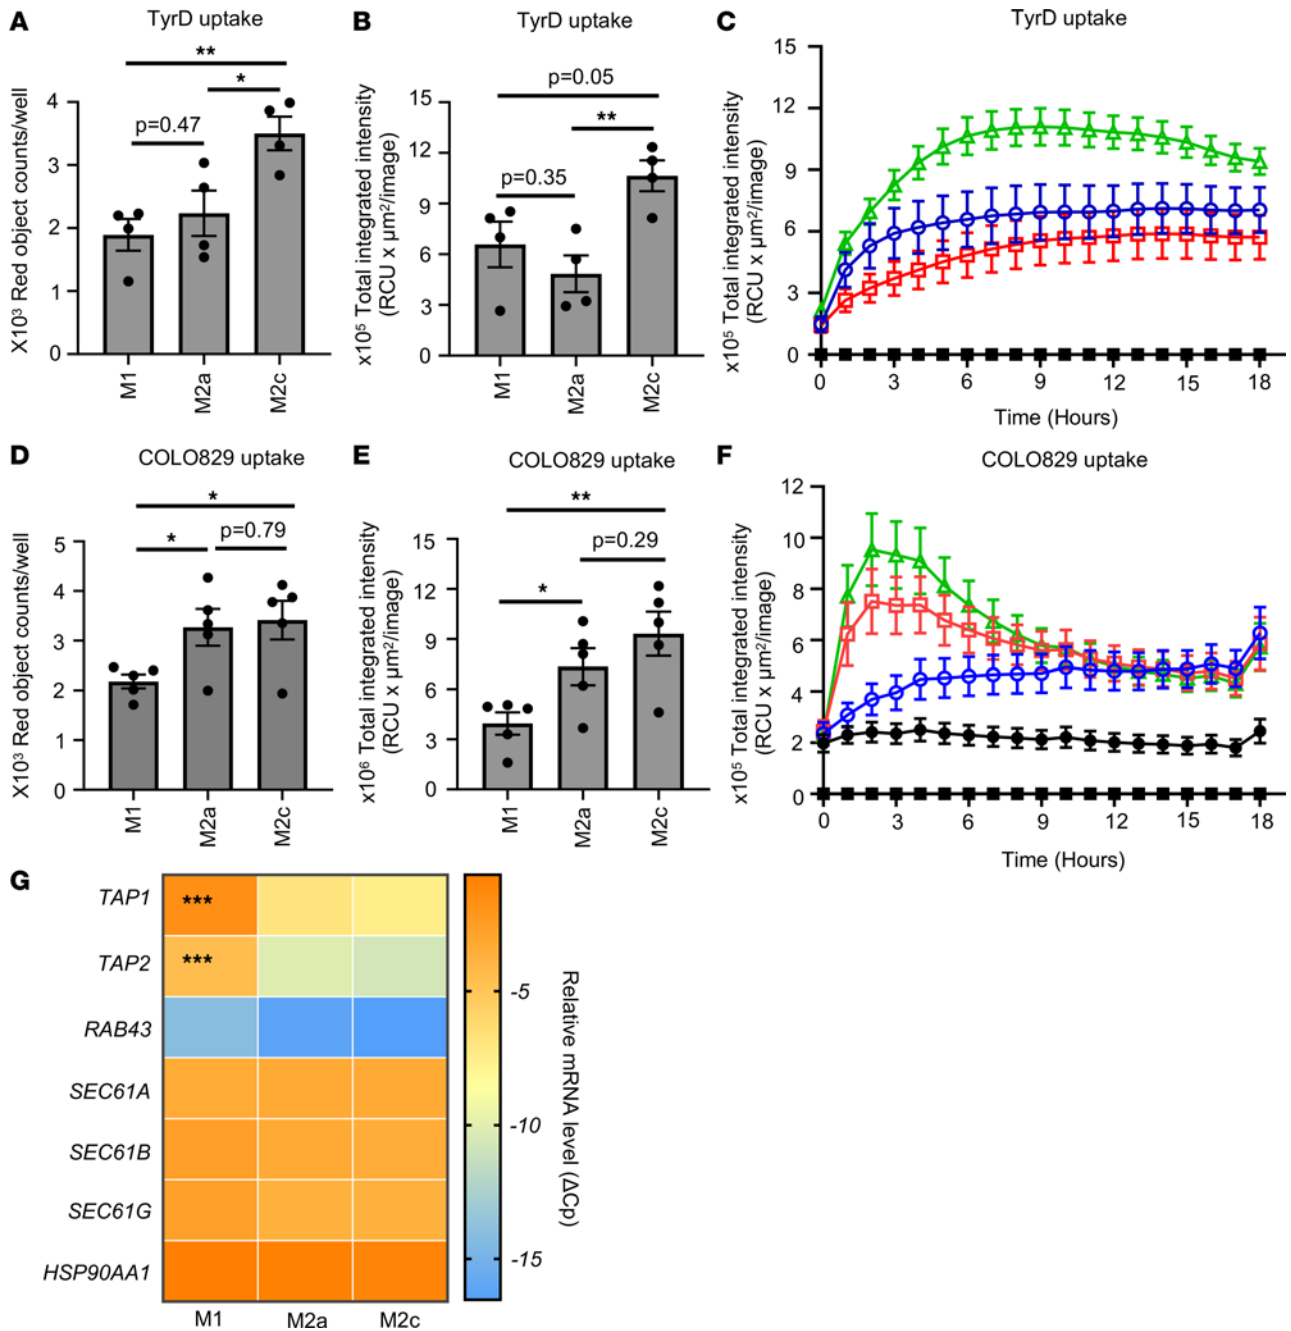 A
TyrD uptake
**
*
p=0.47
X10³ Red object counts/well
4
3
2
1
0
M1
M2a
M2c
B
TyrD uptake
p=0.05
**
p=0.35
x10⁵ Total integrated intensity
(RCU x µm²/image)
15
12
9
6
3
0
M1
M2a
M2c
C
TyrD uptake
x10⁵ Total integrated intensity
(RCU x µm²/image)
15
12
9
6
3
0
0
3
6
9
12
15
18
Time (Hours)
D
COLO829 uptake
*
*
p=0.79
X10³ Red object counts/well
5
4
3
2
1
0
M1
M2a
M2c
E
COLO829 uptake
**
p=0.29
*
x10⁶ Total integrated intensity
(RCU x µm²/image)
15
12
9
6
3
0
M1
M2a
M2c
F
COLO829 uptake
x10⁵ Total integrated intensity
(RCU x µm²/image)
12
10
8
6
4
2
0
0
3
6
9
12
15
18
Time (Hours)
G
TAP1
***
TAP2
***
RAB43
SEC61A
SEC61B
SEC61G
HSP90AA1
M1
M2a
M2c
-5
-10
-15
Relative mRNA level (ΔCp)